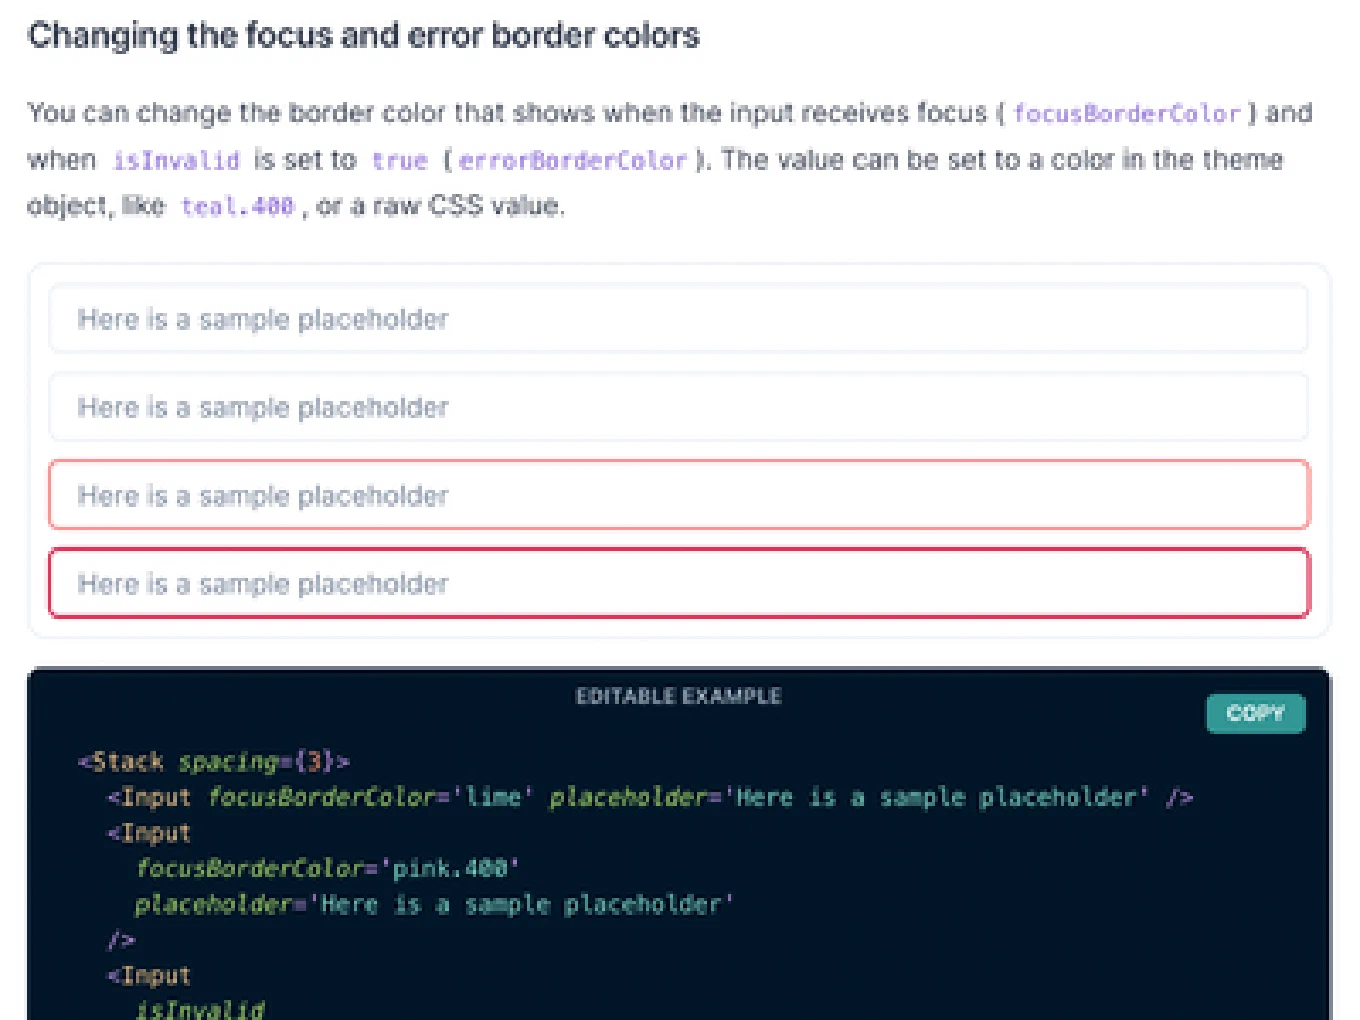 Changing the focus and error border colors
You can change the border color that shows when the input receives focus ( focusBorderColor ) and
when isInvalid is set to true ( errorBorderColor ). The value can be set to a color in the theme
object, like teal.400 , or a raw CSS value.
Here is a sample placeholder
Here is a sample placeholder
Here is a sample placeholder
Here is a sample placeholder
EDITABLE EXAMPLE
COPY
<Stack spacing={3}>
<Input focusBorderColor='lime' placeholder='Here is a sample placeholder' />
<Input
focusBorderColor='pink.400'
placeholder='Here is a sample placeholder'
/>
<Input
isInvalid